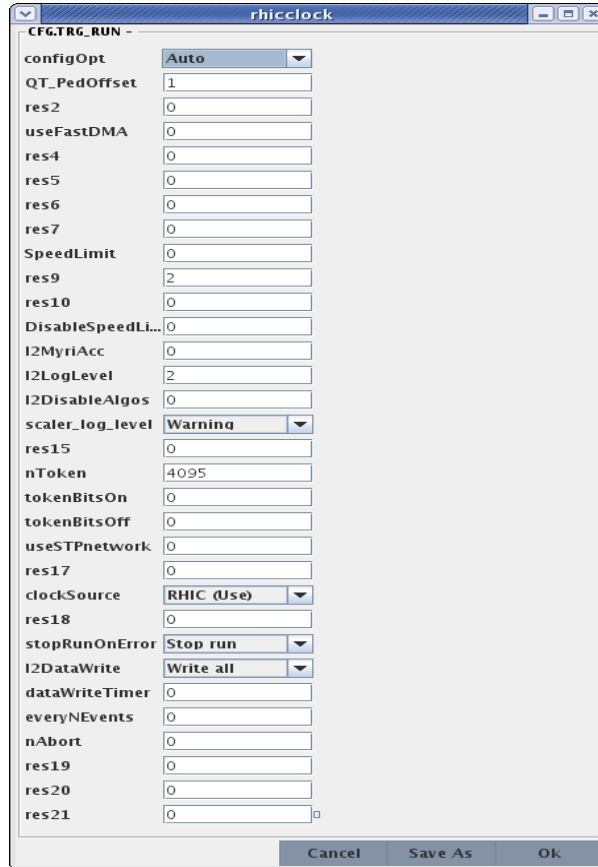 rhicclock
CFG.TRG_RUN -
configOpt Auto
QT_PedOffset 1
res2 0
useFastDMA 0
res4 0
res5 0
res6 0
res7 0
SpeedLimit 0
res9 2
res10 0
DisableSpeedLi... 0
l2MyriAcc 0
l2LogLevel 2
l2DisableAlgos 0
scaler_log_level Warning
res15 0
nToken 4095
tokenBitsOn 0
tokenBitsOff 0
useSTPnetwork 0
res17 0
clockSource RHIC (Use)
res18 0
stopRunOnError Stop run
l2DataWrite Write all
dataWriteTimer 0
everyNEvents 0
nAbort 0
res19 0
res20 0
res21 0
Cancel Save As Ok